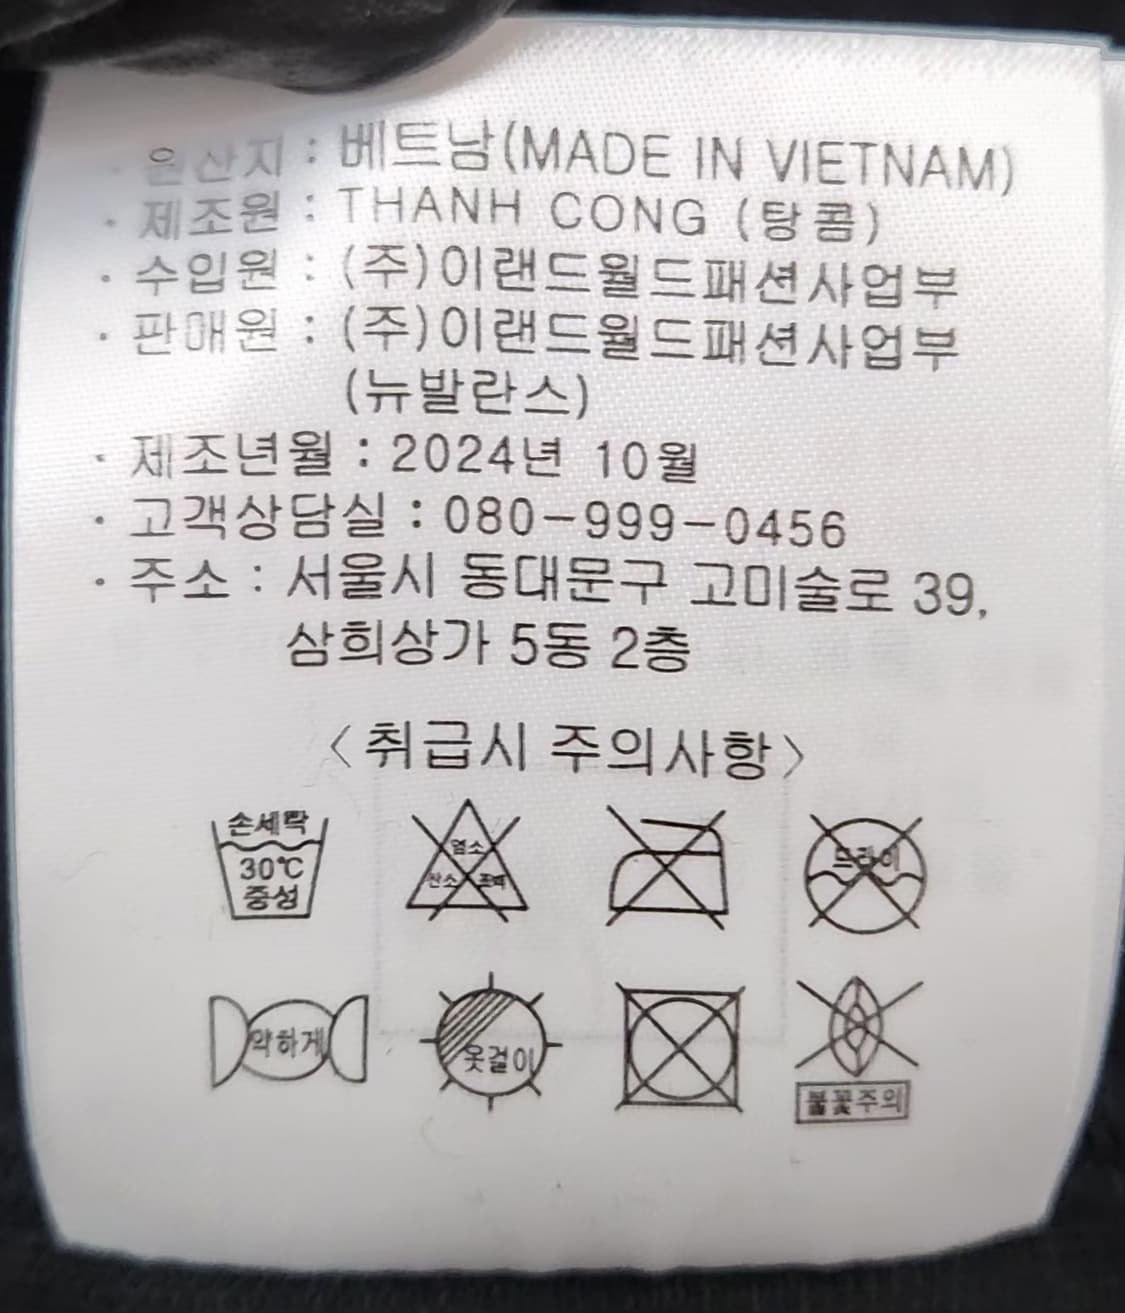 · 원산지 : 베트남(MADE IN VIETNAM)
· 제조원 : THANH CONG (탕콤)
· 수입원 : (주)이랜드월드패션사업부
· 판매원 : (주)이랜드월드패션사업부
(뉴발란스)
· 제조년월 : 2024년 10월
· 고객상담실 : 080-999-0456
· 주소 : 서울시 동대문구 고미술로 39,
삼희상가 5동 2층
<취급시 주의사항>
손세탁
30℃
중성
염소
산소 표백
드라이
약하게
옷걸이
불꽃주의